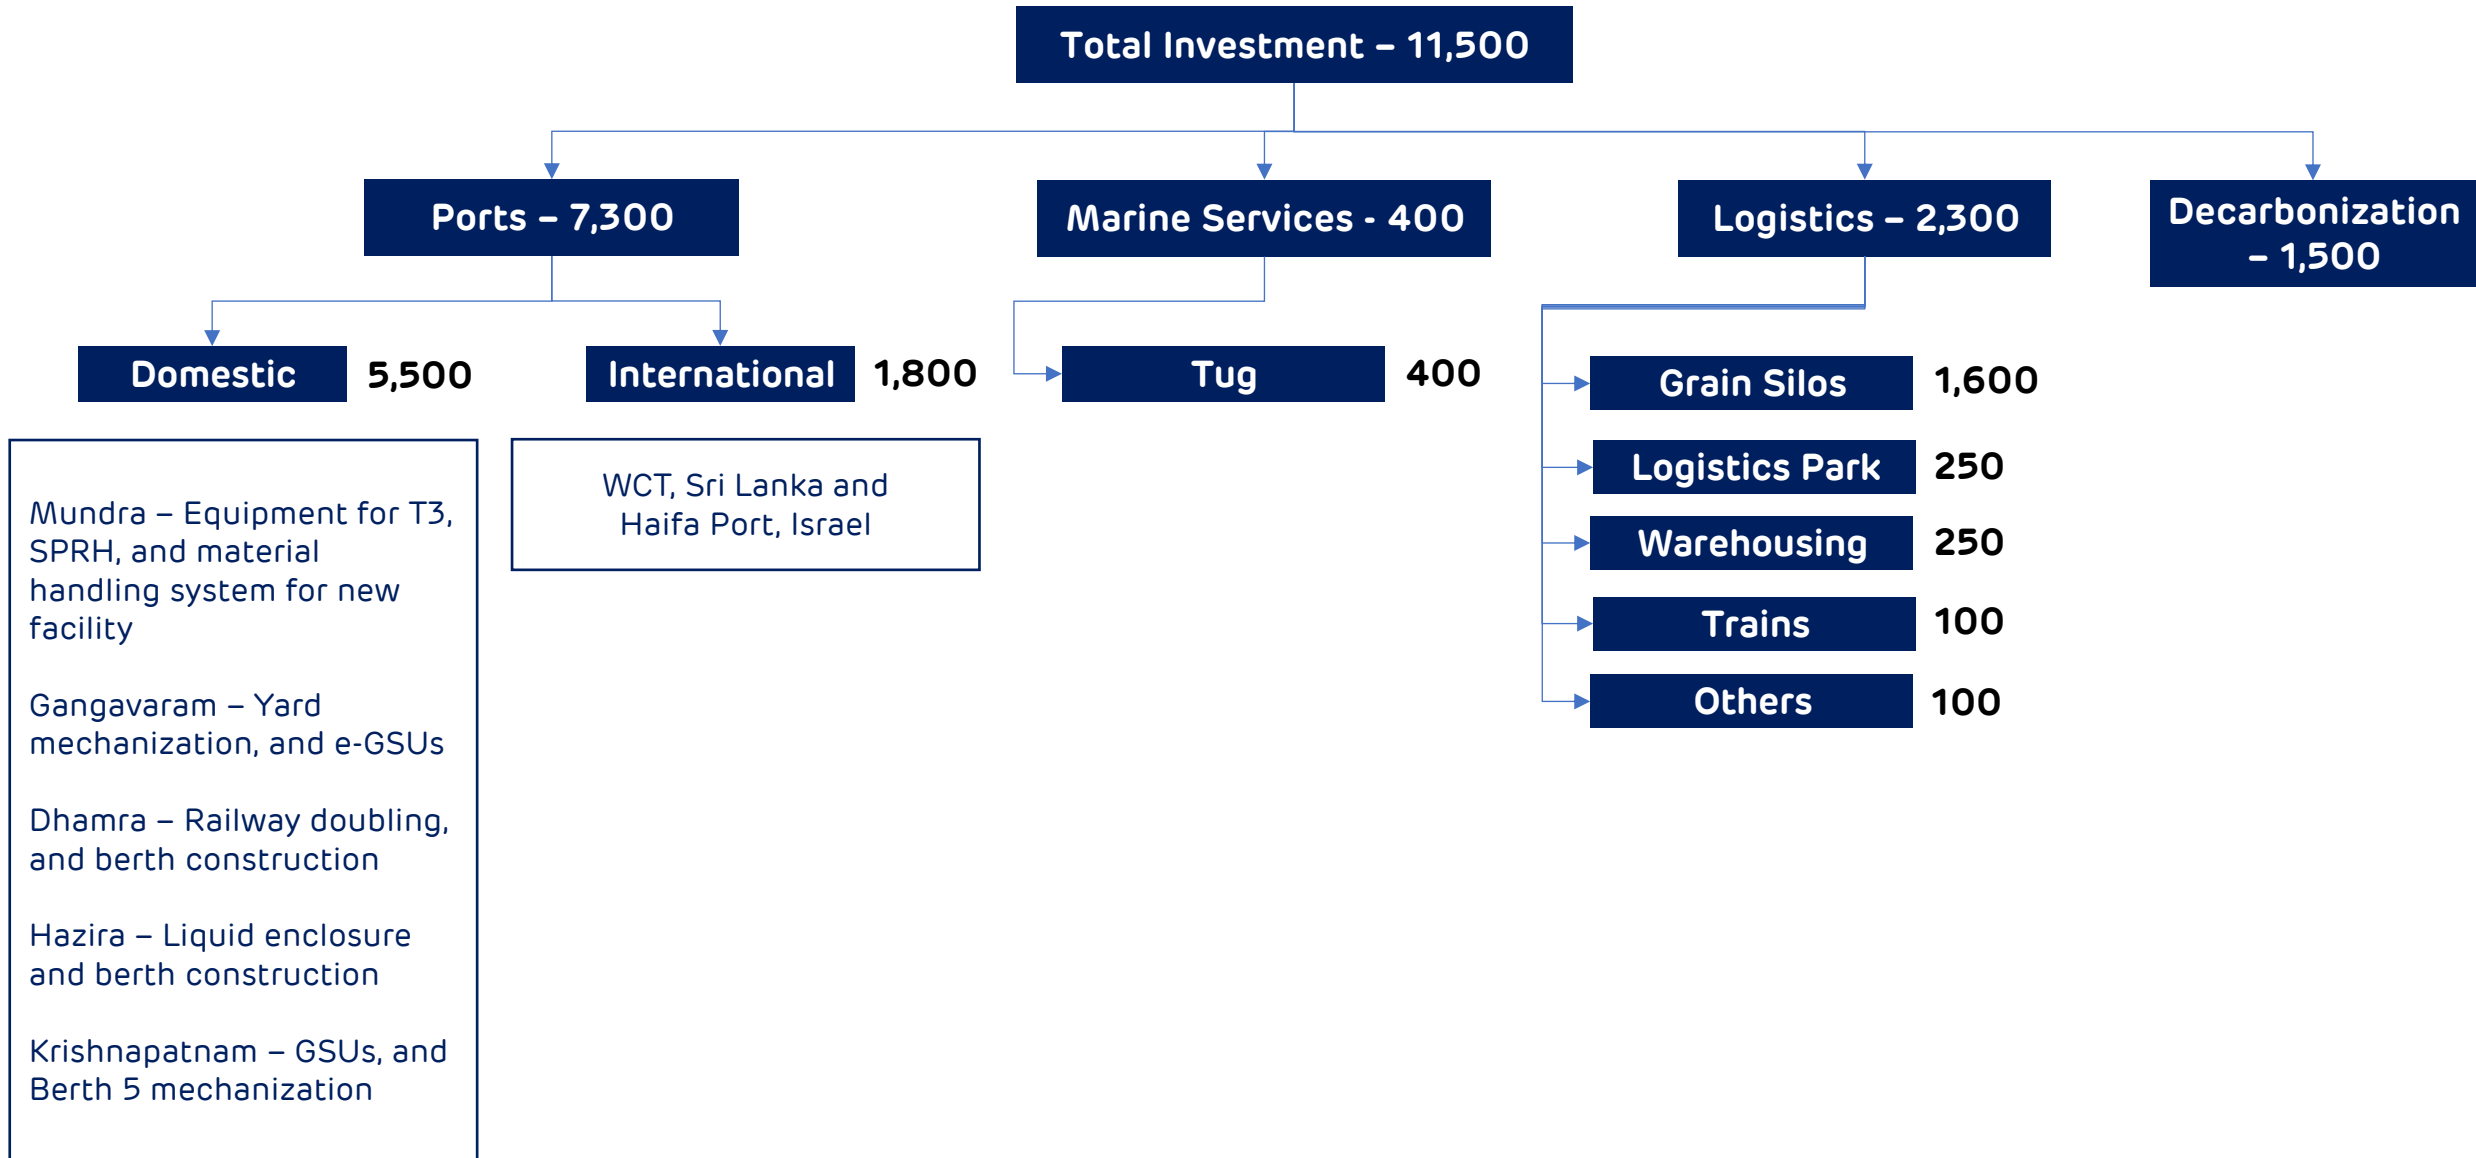 Total Investment – 11,500
Ports – 7,300
Marine Services - 400
Logistics – 2,300
Decarbonization
– 1,500
Domestic
5,500
International
1,800
Tug
400
Grain Silos
1,600
Logistics Park
250
Warehousing
250
Trains
100
Others
100
Mundra – Equipment for T3,
SPRH, and material
handling system for new
facility
Gangavaram – Yard
mechanization, and e-GSUs
Dhamra – Railway doubling,
and berth construction
Hazira – Liquid enclosure
and berth construction
Krishnapatnam – GSUs, and
Berth 5 mechanization
WCT, Sri Lanka and
Haifa Port, Israel